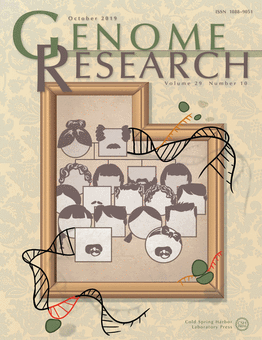 October 2019
ISSN 1088-9051
GENOME
RESEARCH
Volume 29 Number 10
Cold Spring Harbor
Laboratory Press